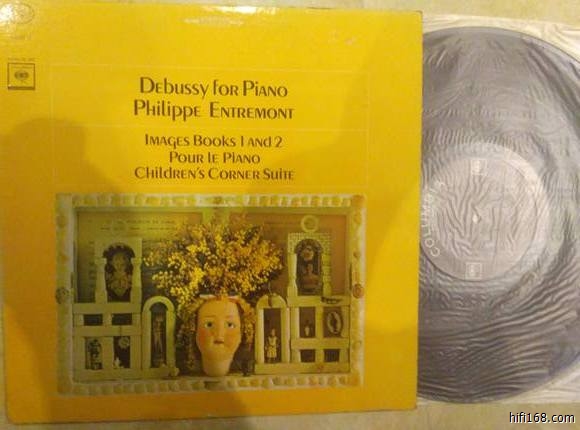 Debussy for Piano
Philippe Entremont
Images Books 1 and 2
Pour le Piano
Children's Corner Suite
COLUMBIA
hifi168.com